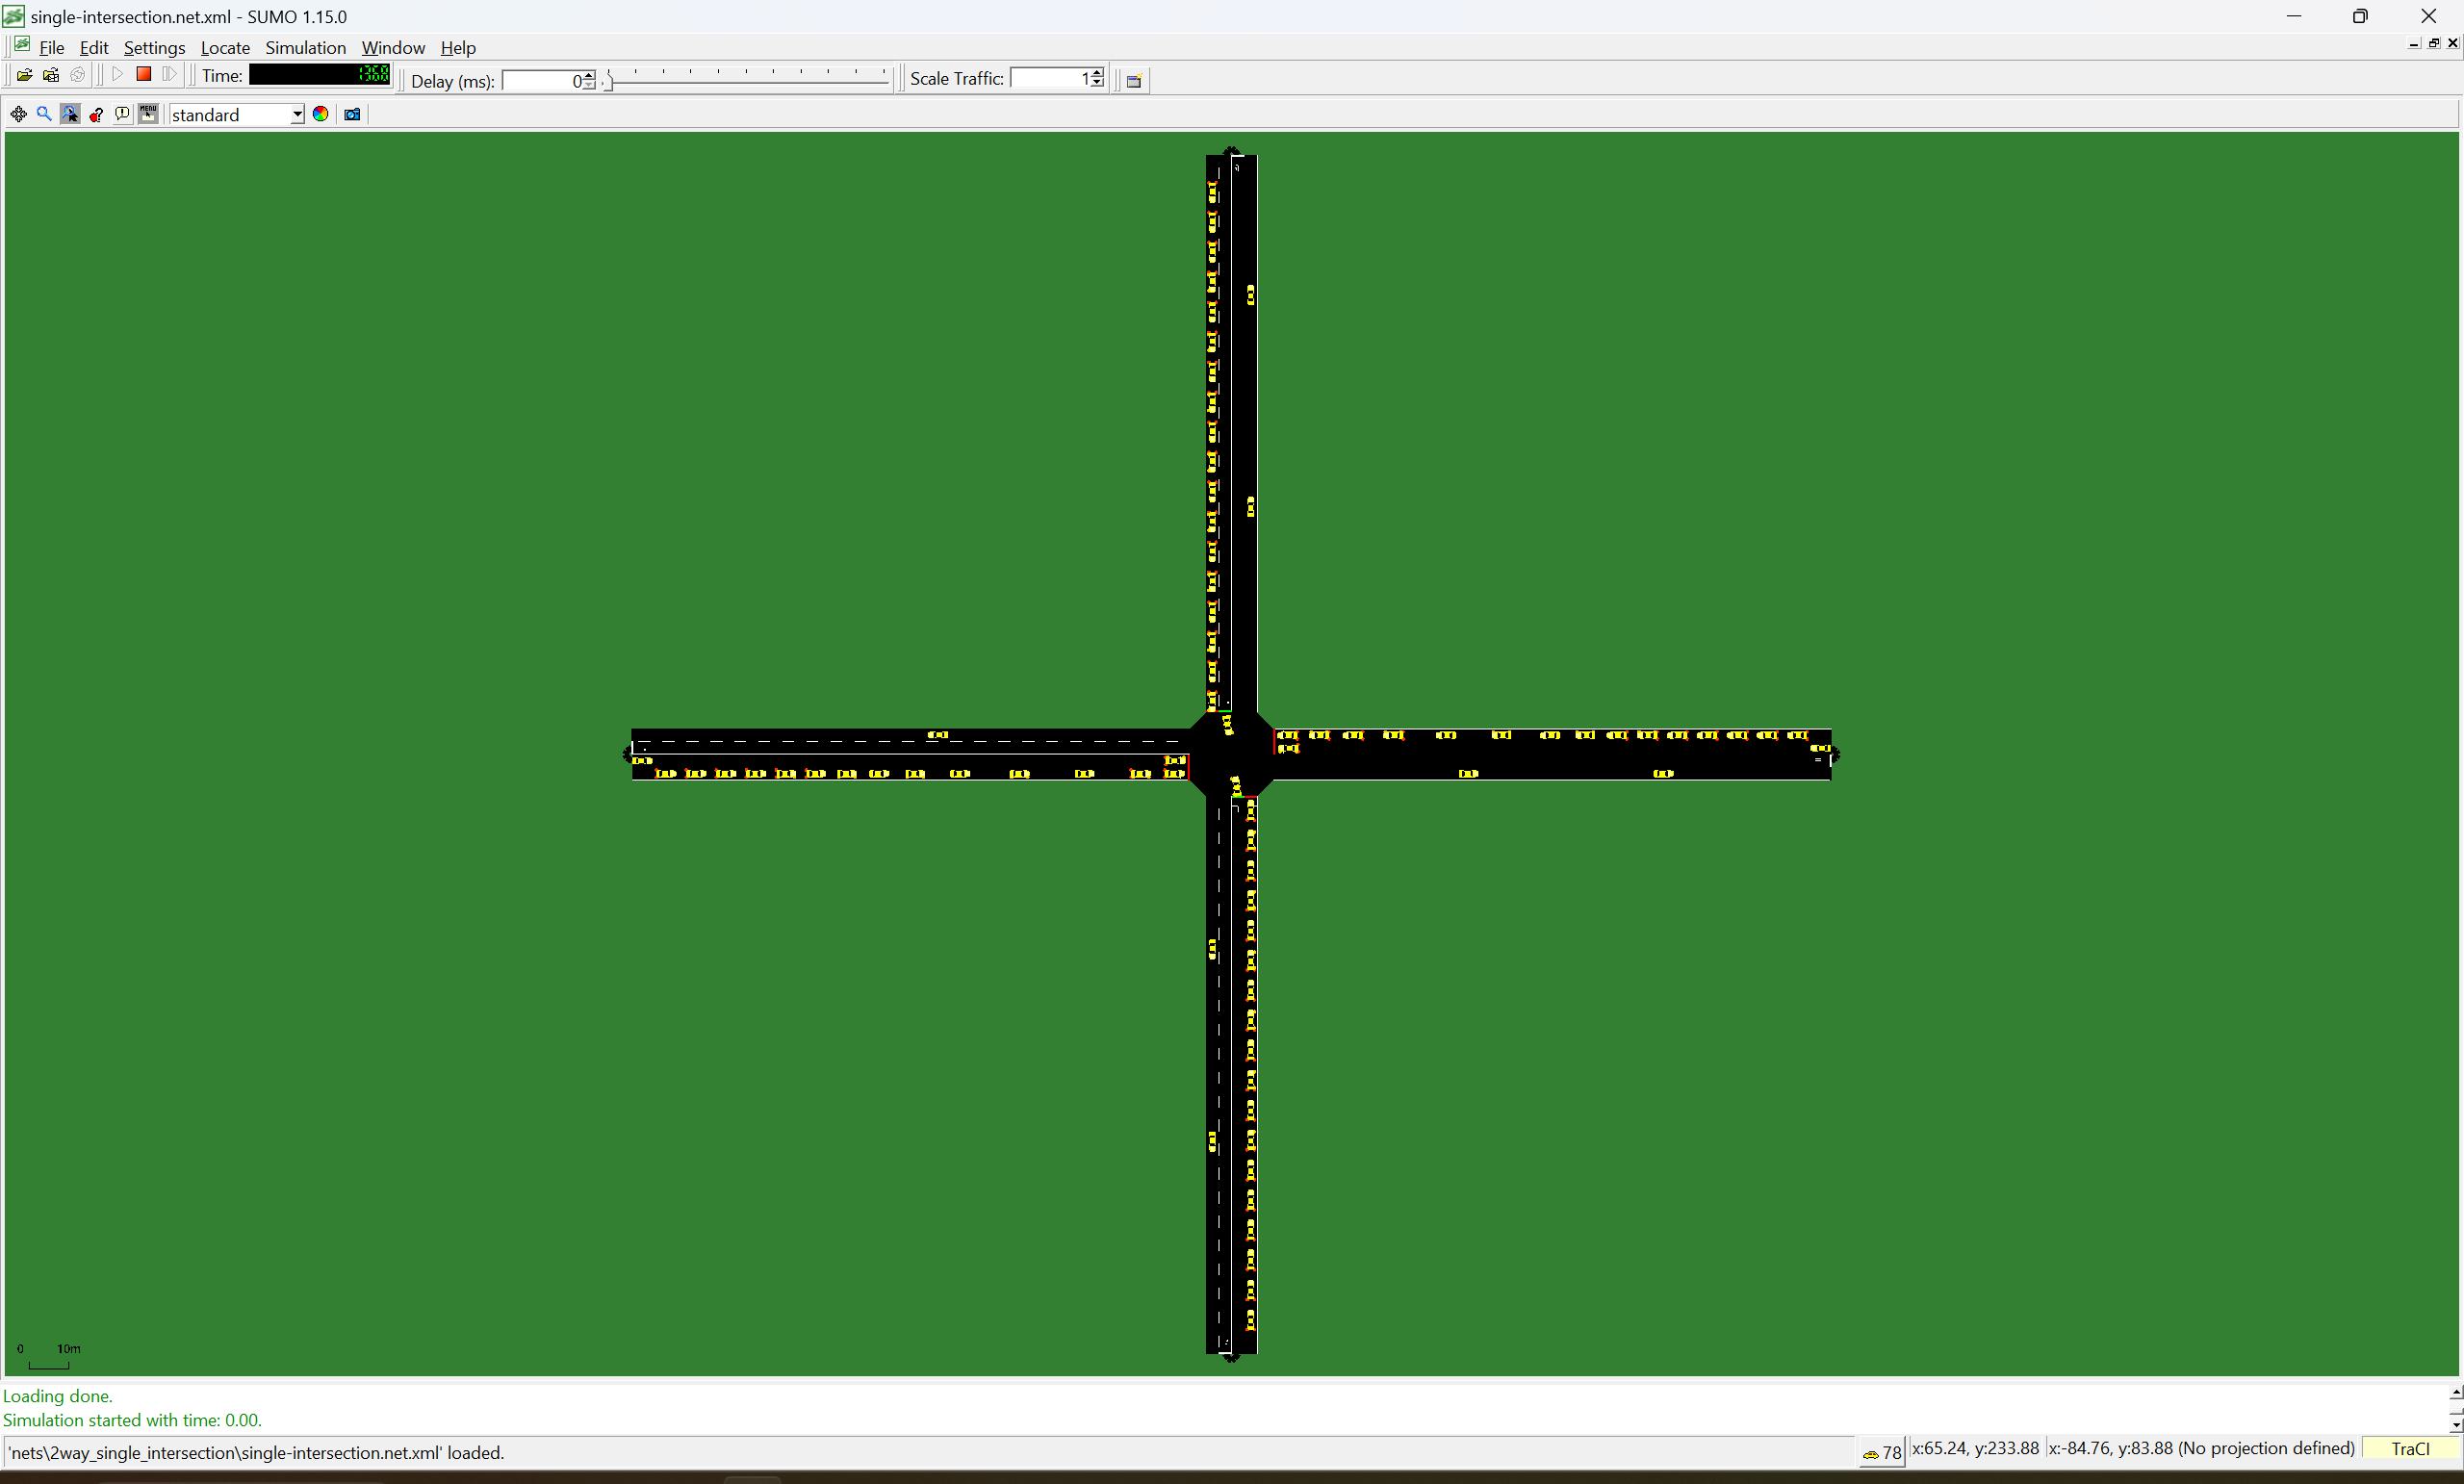 single-intersection.net.xml - SUMO 1.15.0
File Edit Settings Locate Simulation Window Help
Time: 1368 Delay (ms): 0 Scale Traffic: 1
MENU standard
0 10m
Loading done.
Simulation started with time: 0.00.
'nets\2way_single_intersection\single-intersection.net.xml' loaded. 78 x:65.24, y:233.88 x:-84.76, y:83.88 (No projection defined) TraCI